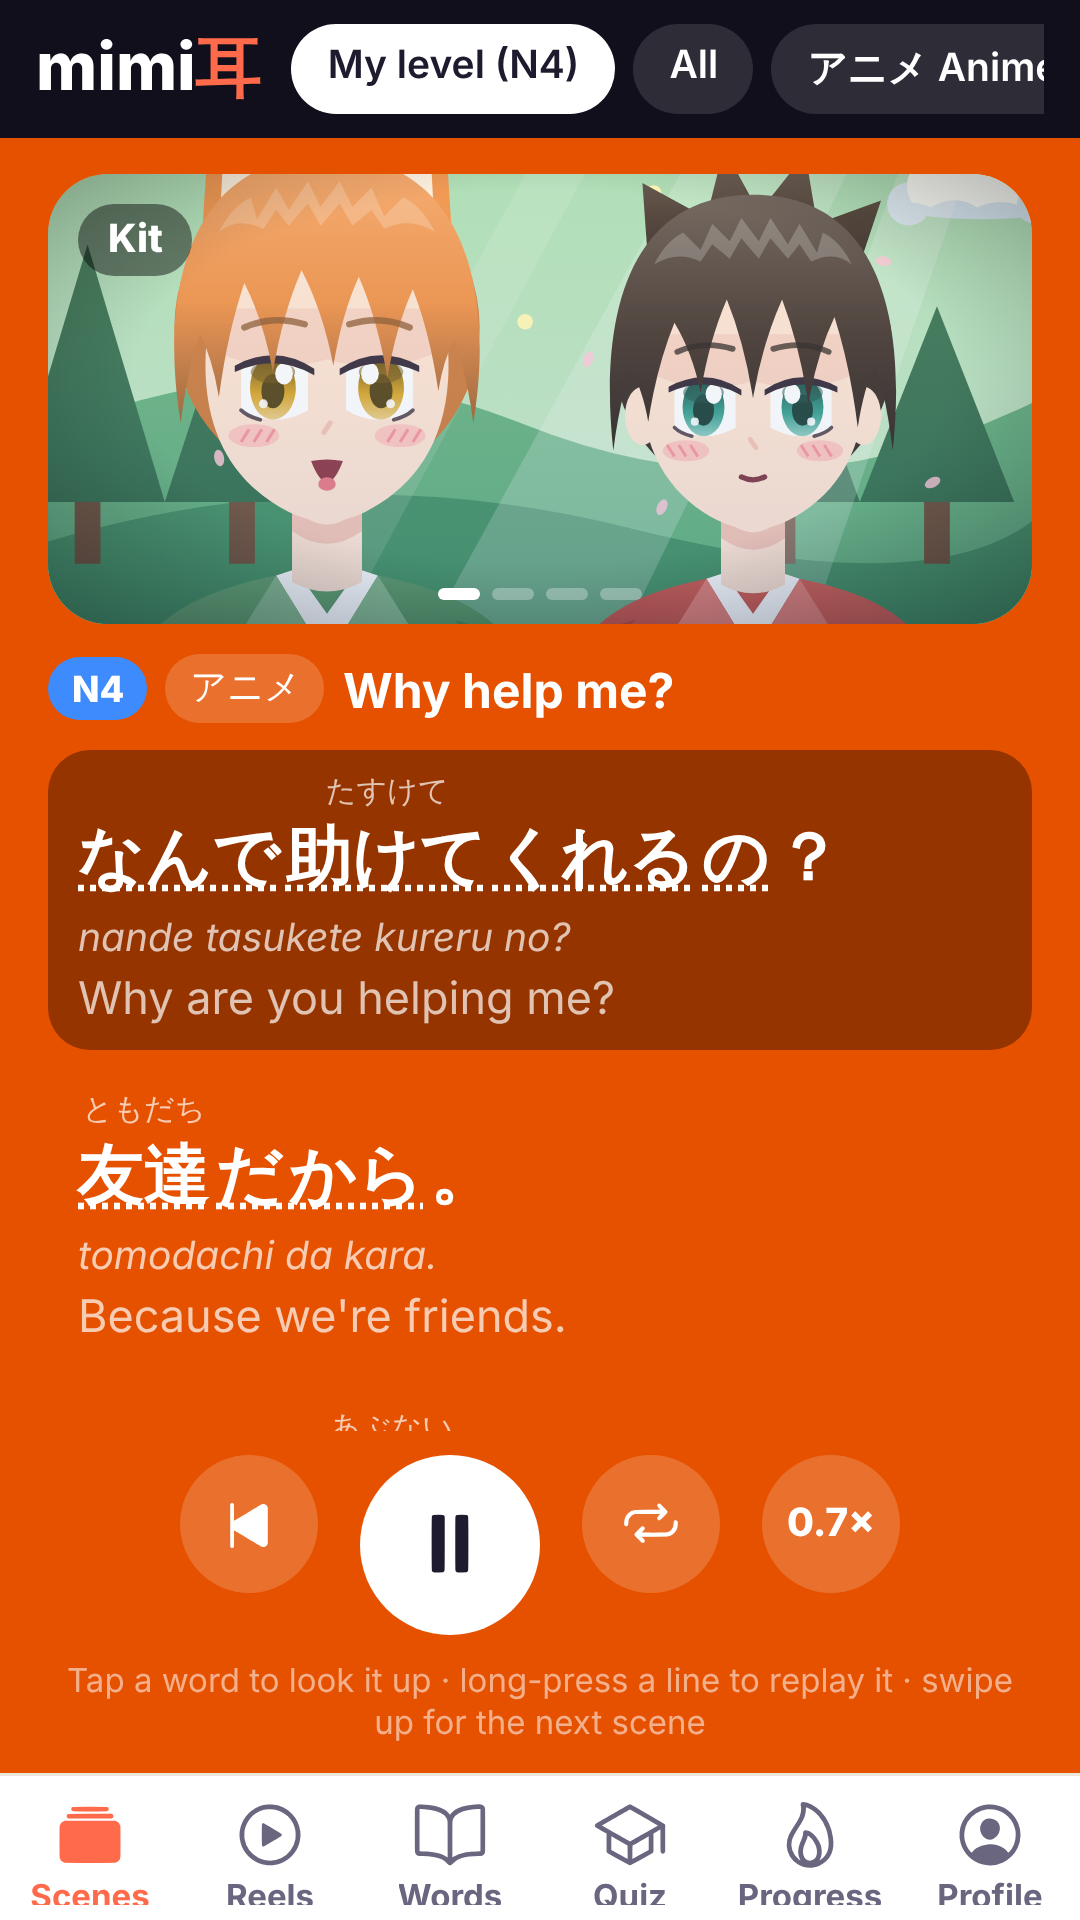 mimi耳 My level (N4) All アニメ Anime
Kit
N4 アニメ Why help me?
たすけて
なんで助けてくれるの？
nande tasukete kureru no?
Why are you helping me?
ともだち
友達だから。
tomodachi da kara.
Because we're friends.
あぶない
0.7×
Tap a word to look it up · long-press a line to replay it · swipe
up for the next scene
Scenes Reels Words Quiz Progress Profile